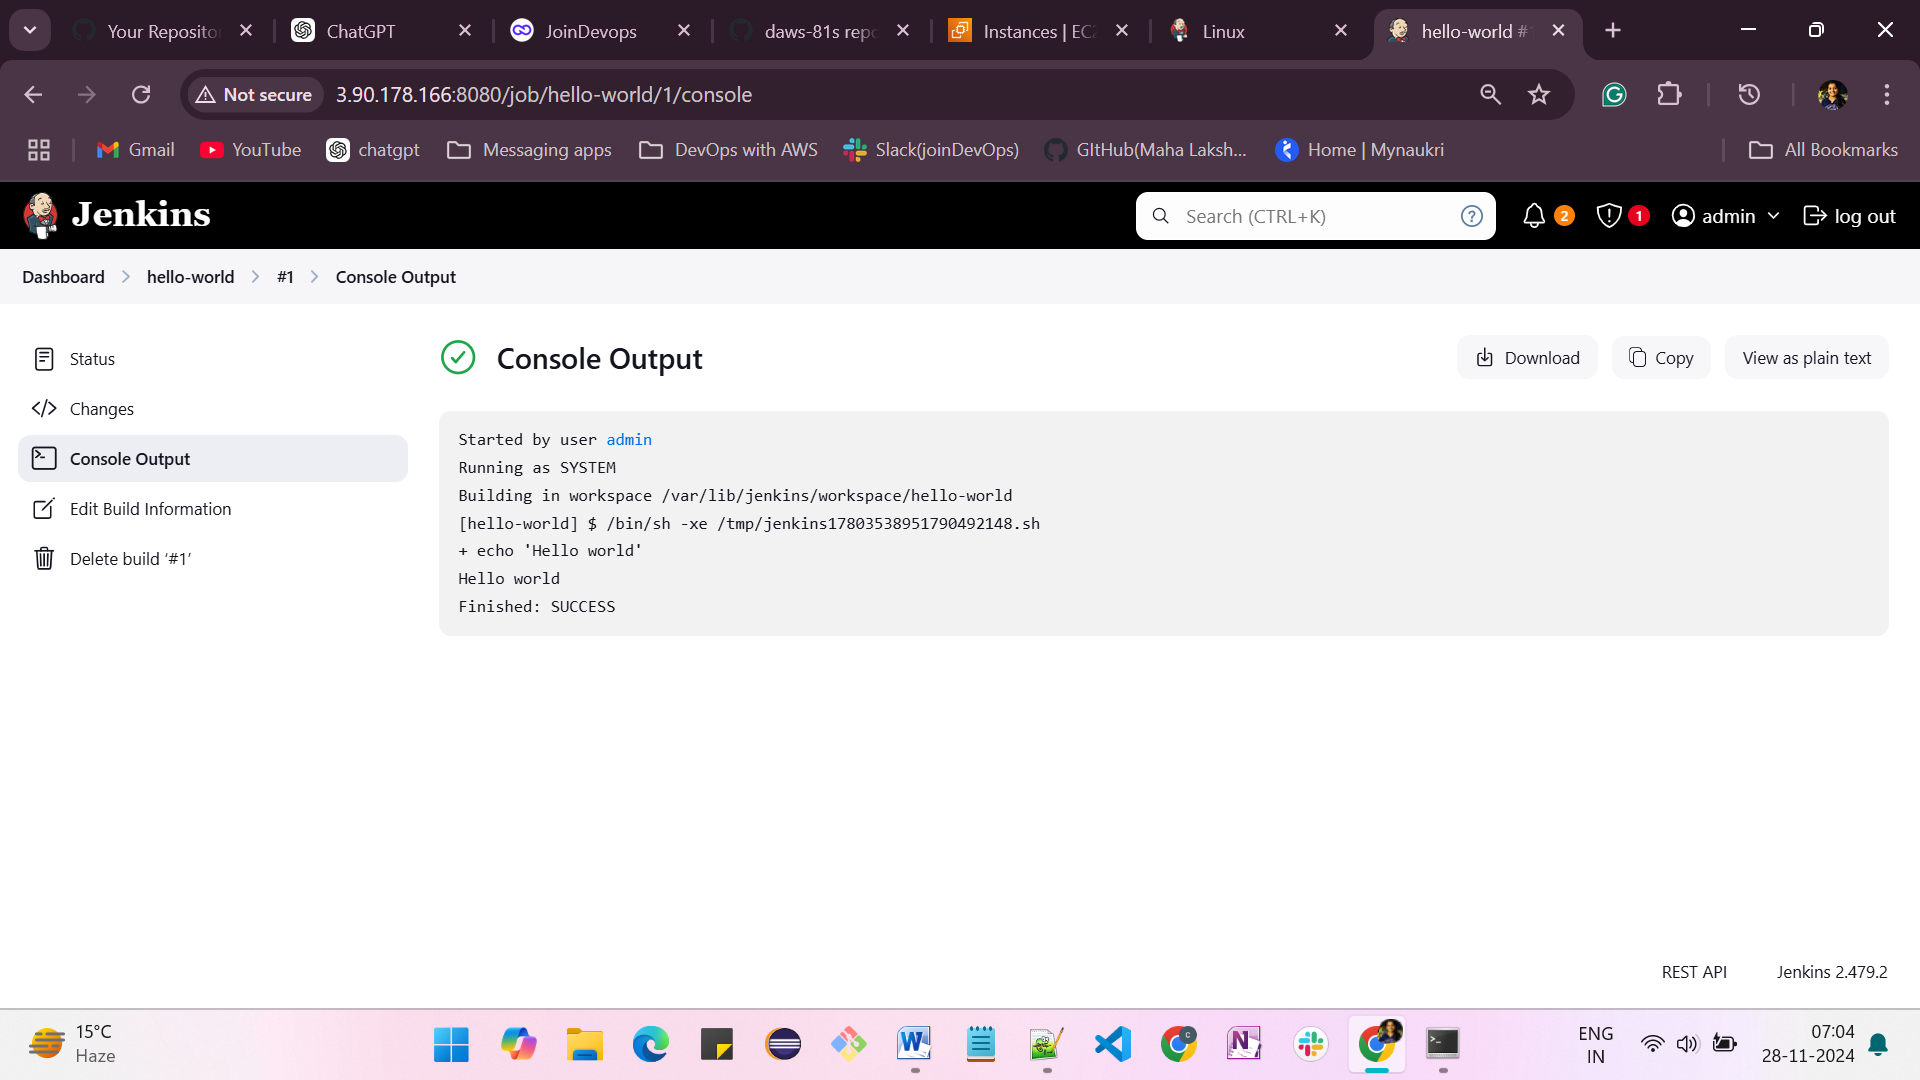 Your Reposito
ChatGPT
JoinDevops
daws-81s repo
Instances | EC2
Linux
hello-world #1
Not secure
3.90.178.166:8080/job/hello-world/1/console
Gmail
YouTube
chatgpt
Messaging apps
DevOps with AWS
Slack(joinDevOps)
GItHub(Maha Laksh...
Home | Mynaukri
All Bookmarks
Jenkins
Search (CTRL+K)
2
1
admin
log out
Dashboard
hello-world
#1
Console Output
Status
Changes
Console Output
Edit Build Information
Delete build ‘#1’
Console Output
Download
Copy
View as plain text
Started by user admin
Running as SYSTEM
Building in workspace /var/lib/jenkins/workspace/hello-world
[hello-world] $ /bin/sh -xe /tmp/jenkins17803538951790492148.sh
+ echo 'Hello world'
Hello world
Finished: SUCCESS
REST API
Jenkins 2.479.2
15°C
Haze
ENG
IN
07:04
28-11-2024